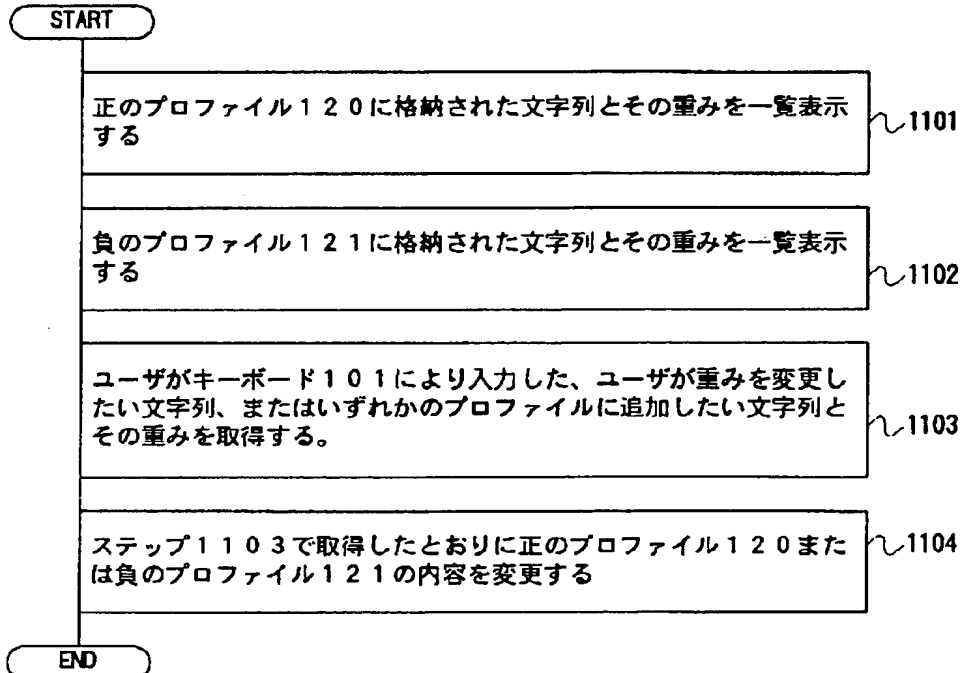 START
正のプロファイル１２０に格納された文字列とその重みを一覧表示
する
1101
負のプロファイル１２１に格納された文字列とその重みを一覧表示
する
1102
ユーザがキーボード１０１により入力した、ユーザが重みを変更し
たい文字列、またはいずれかのプロファイルに追加したい文字列と
その重みを取得する。
1103
ステップ１１０３で取得したとおりに正のプロファイル１２０また
は負のプロファイル１２１の内容を変更する
1104
END